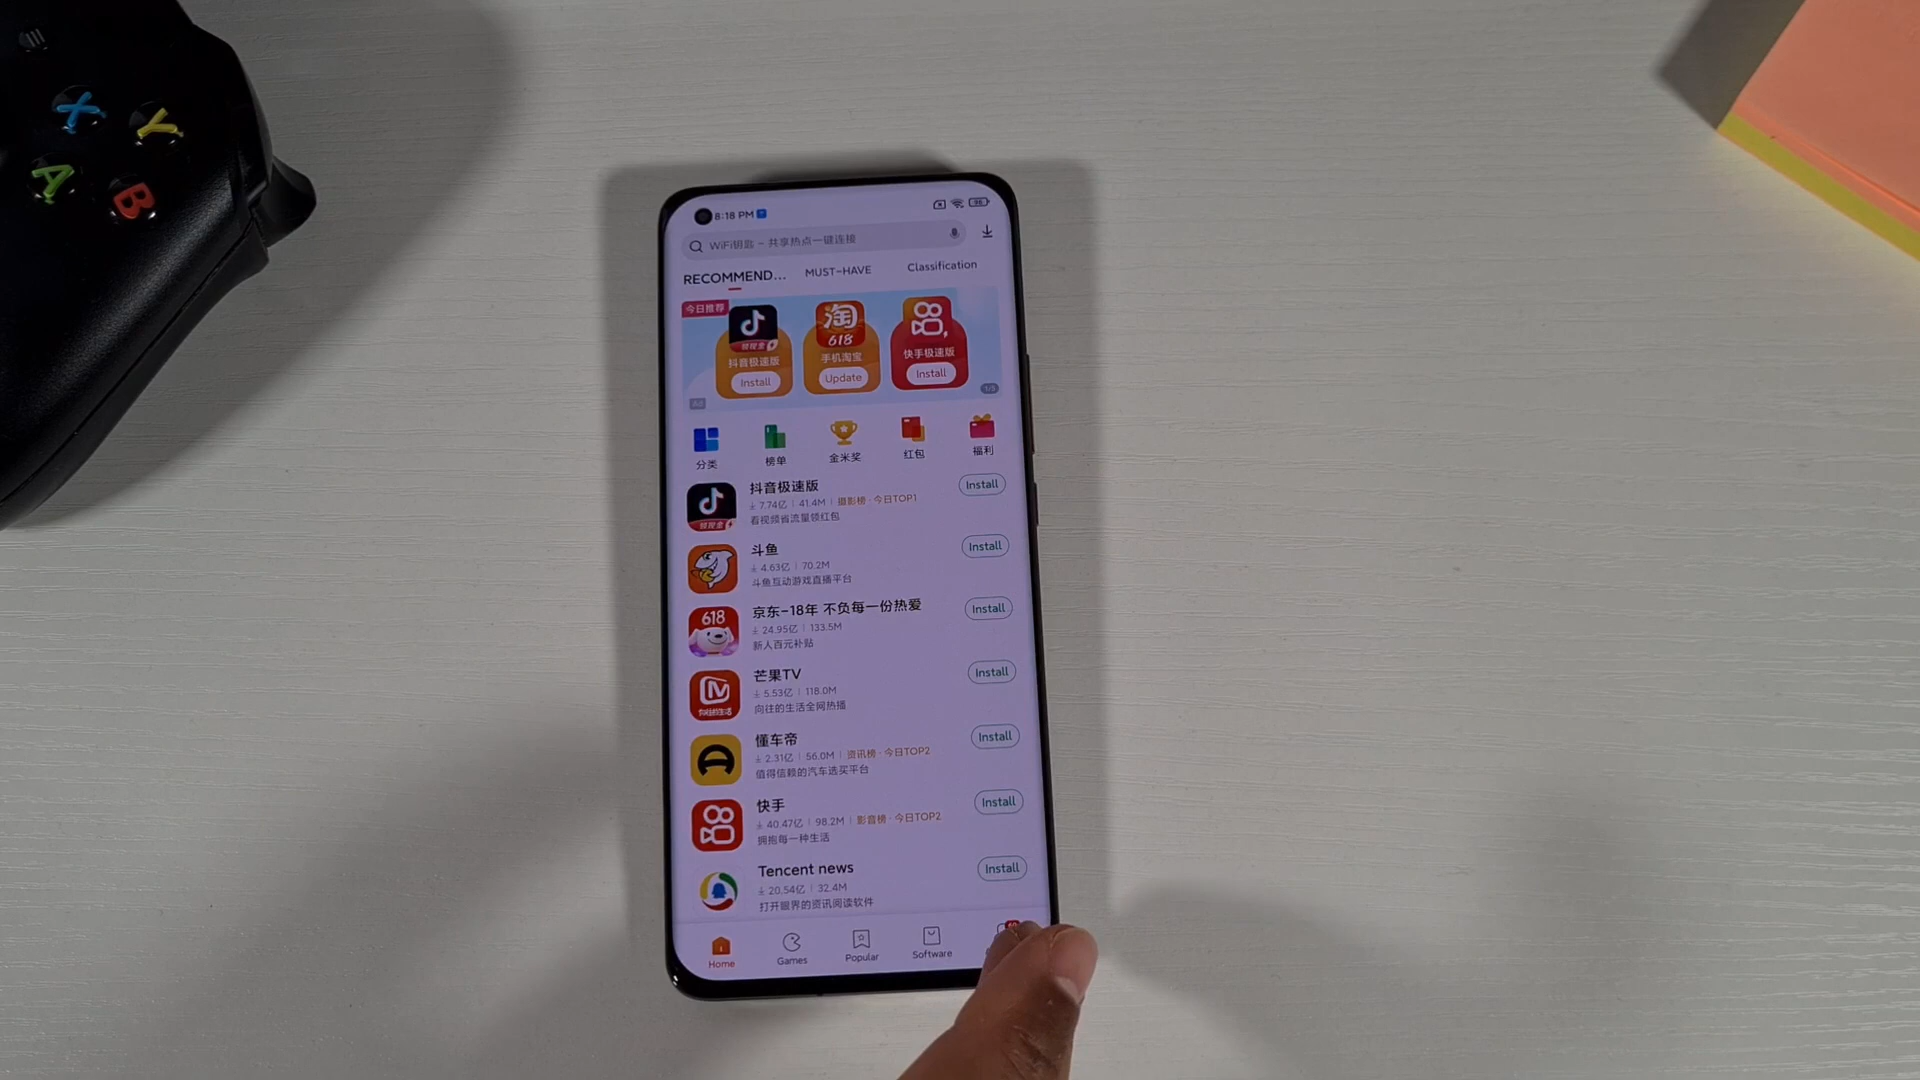 X
Y
A
B
8:18 PM
98
WiFi钥匙 - 共享热点一键连接
RECOMMEND...
MUST-HAVE
Classification
今日推荐
淘
618
抖音极速版
手机淘宝
快手极速版
Install
Update
Install
Ad
1/5
分类
榜单
金米奖
红包
福利
抖音极速版
7.74亿 | 41.4M | 摄影榜·今日TOP1
看视频省流量领红包
Install
斗鱼
4.63亿 | 70.2M
斗鱼互动游戏直播平台
Install
618
京东-18年 不负每一份热爱
24.95亿 | 133.5M
新人百元补贴
Install
芒果TV
5.53亿 | 118.0M
向往的生活全网热播
Install
向往的生活
懂车帝
2.31亿 | 56.0M | 资讯榜·今日TOP2
值得信赖的汽车选买平台
Install
快手
40.47亿 | 98.2M | 影音榜·今日TOP2
拥抱每一种生活
Install
Tencent news
20.54亿 | 32.4M
打开眼界的资讯阅读软件
Install
Home
Games
Popular
Software